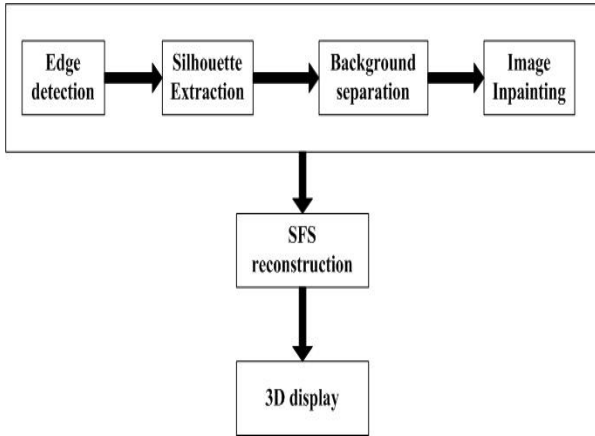 Edge
detection
Silhouette
Extraction
Background
separation
Image
Inpainting
SFS
reconstruction
3D display